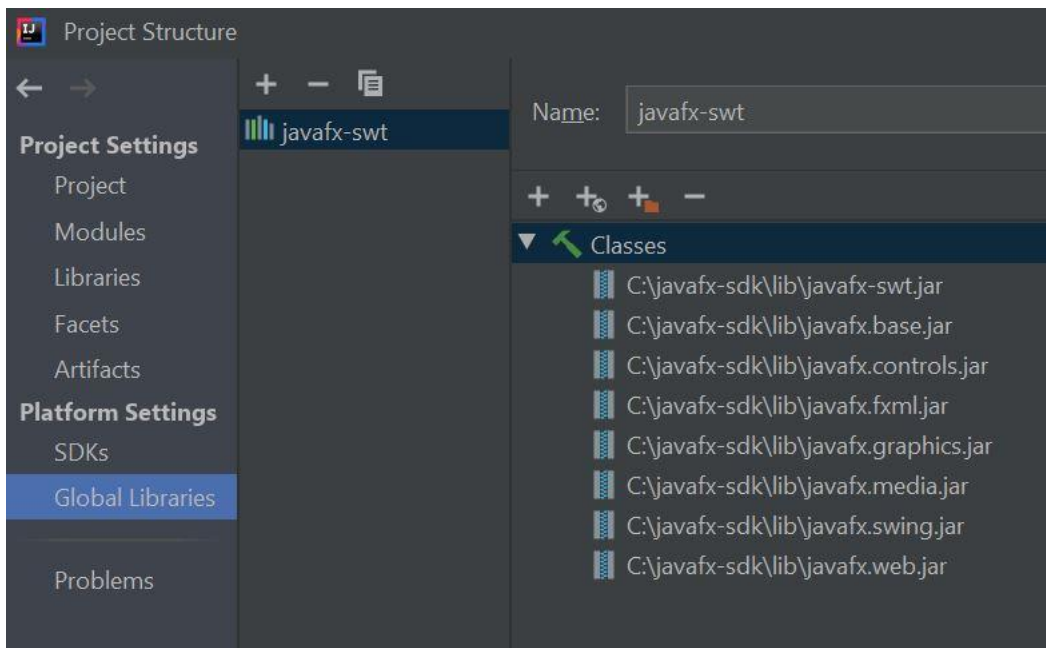 Project Structure
Project Settings
Project
Modules
Libraries
Facets
Artifacts
Platform Settings
SDKs
Global Libraries
Problems
javafx-swt
Name: javafx-swt
Classes
C:\javafx-sdk\lib\javafx-swt.jar
C:\javafx-sdk\lib\javafx.base.jar
C:\javafx-sdk\lib\javafx.controls.jar
C:\javafx-sdk\lib\javafx.fxml.jar
C:\javafx-sdk\lib\javafx.graphics.jar
C:\javafx-sdk\lib\javafx.media.jar
C:\javafx-sdk\lib\javafx.swing.jar
C:\javafx-sdk\lib\javafx.web.jar